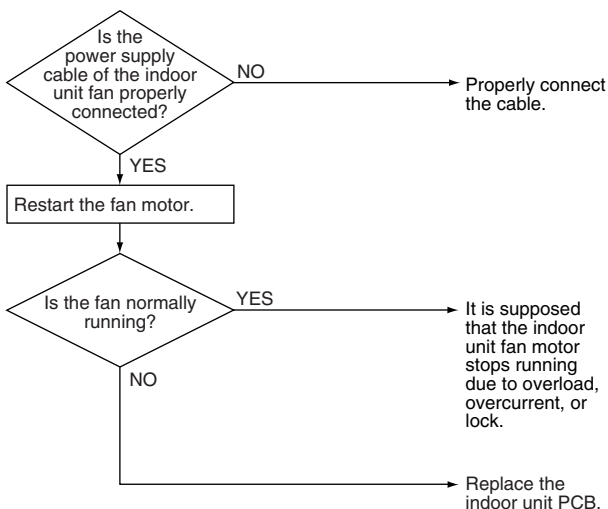 Is the
power supply
cable of the indoor
unit fan properly
connected?
NO
Properly connect
the cable.
YES
Restart the fan motor.
Is the fan normally
running?
YES
It is supposed
that the indoor
unit fan motor
stops running
due to overload,
overcurrent, or
lock.
NO
Replace the
indoor unit PCB.